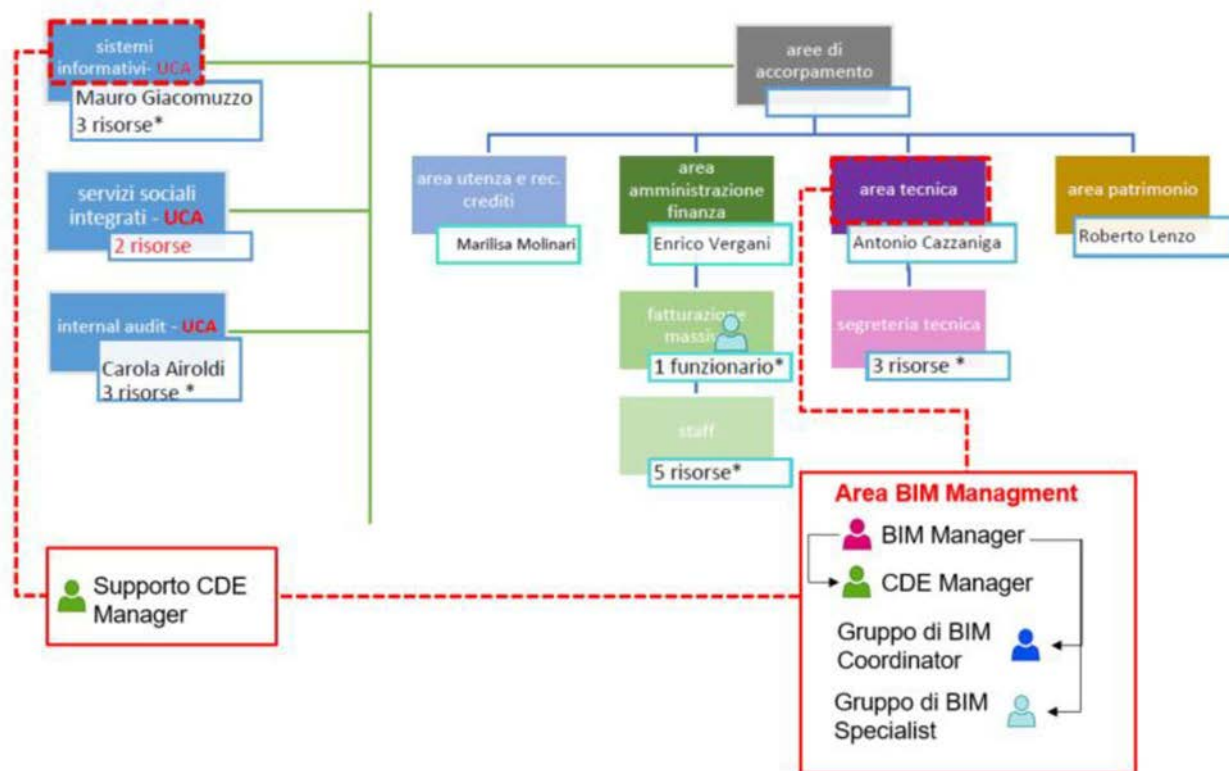 sistemi
informativi- UCA
Mauro Giacomuzzo
3 risorse*
servizi sociali
integrati - UCA
2 risorse
internal audit - UCA
Carola Airoldi
3 risorse *
aree di
accorpamento
area utenza e rec.
crediti
Marilisa Molinari
area
amministrazione
finanza
Enrico Vergani
fatturazione
1 funzionario*
staff
5 risorse*
area tecnica
Antonio Cazzaniga
segreteria tecnica
3 risorse *
area patrimonio
Roberto Lenzo
Supporto CDE
Manager
Area BIM Managment
BIM Manager
CDE Manager
Gruppo di BIM
Coordinator
Gruppo di BIM
Specialist